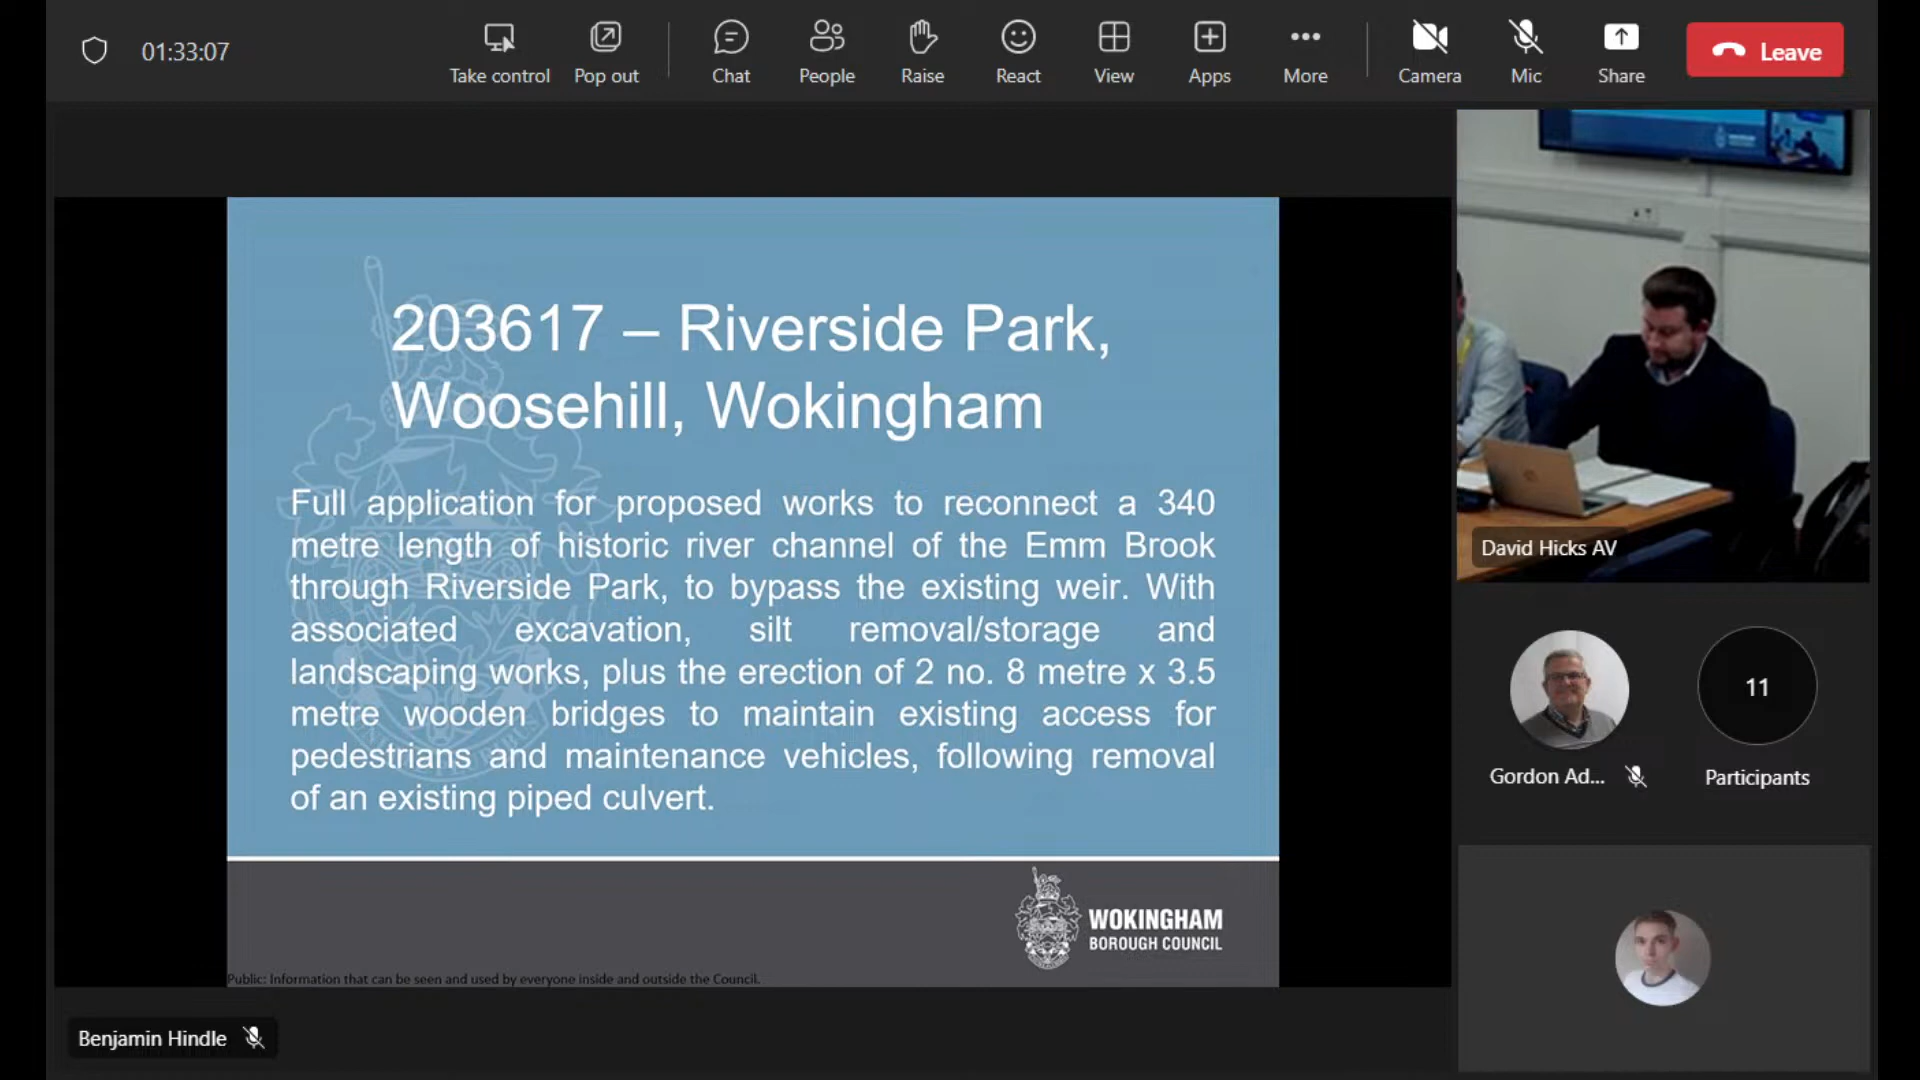 01:33:07
Take control
Pop out
Chat
People
Raise
React
View
Apps
More
Camera
Mic
Share
Leave
203617 – Riverside Park,
Woosehill, Wokingham
Full application for proposed works to reconnect a 340
metre length of historic river channel of the Emm Brook
through Riverside Park, to bypass the existing weir. With
associated excavation, silt removal/storage and
landscaping works, plus the erection of 2 no. 8 metre x 3.5
metre wooden bridges to maintain existing access for
pedestrians and maintenance vehicles, following removal
of an existing piped culvert.
WOKINGHAM
BOROUGH COUNCIL
Public: Information that can be seen and used by everyone inside and outside the Council.
Benjamin Hindle
David Hicks AV
Gordon Ad...
11
Participants